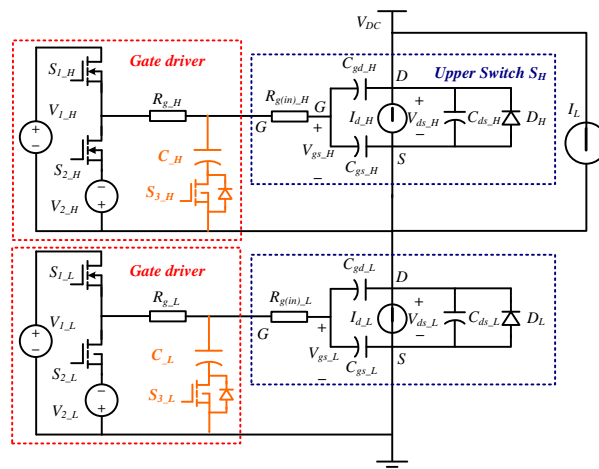 V_DC
Gate driver
Upper Switch S_H
S_1_H
V_1_H
S_2_H
V_2_H
R_g_H
C_H
S_3_H
G
R_g(in)_H
G
+
V_gs_H
−
C_gd_H
D
I_d_H
+
V_ds_H
−
C_ds_H
D_H
C_gs_H
S
I_L
Gate driver
S_1_L
V_1_L
S_2_L
V_2_L
R_g_L
C_L
S_3_L
G
R_g(in)_L
+
V_gs_L
−
C_gd_L
D
I_d_L
+
V_ds_L
−
C_ds_L
D_L
C_gs_L
S